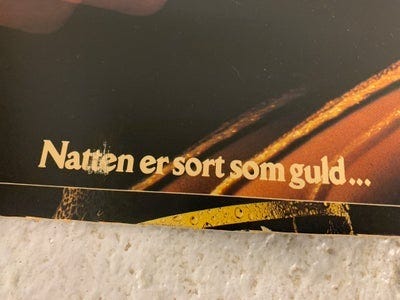 Natten er sort som guld...